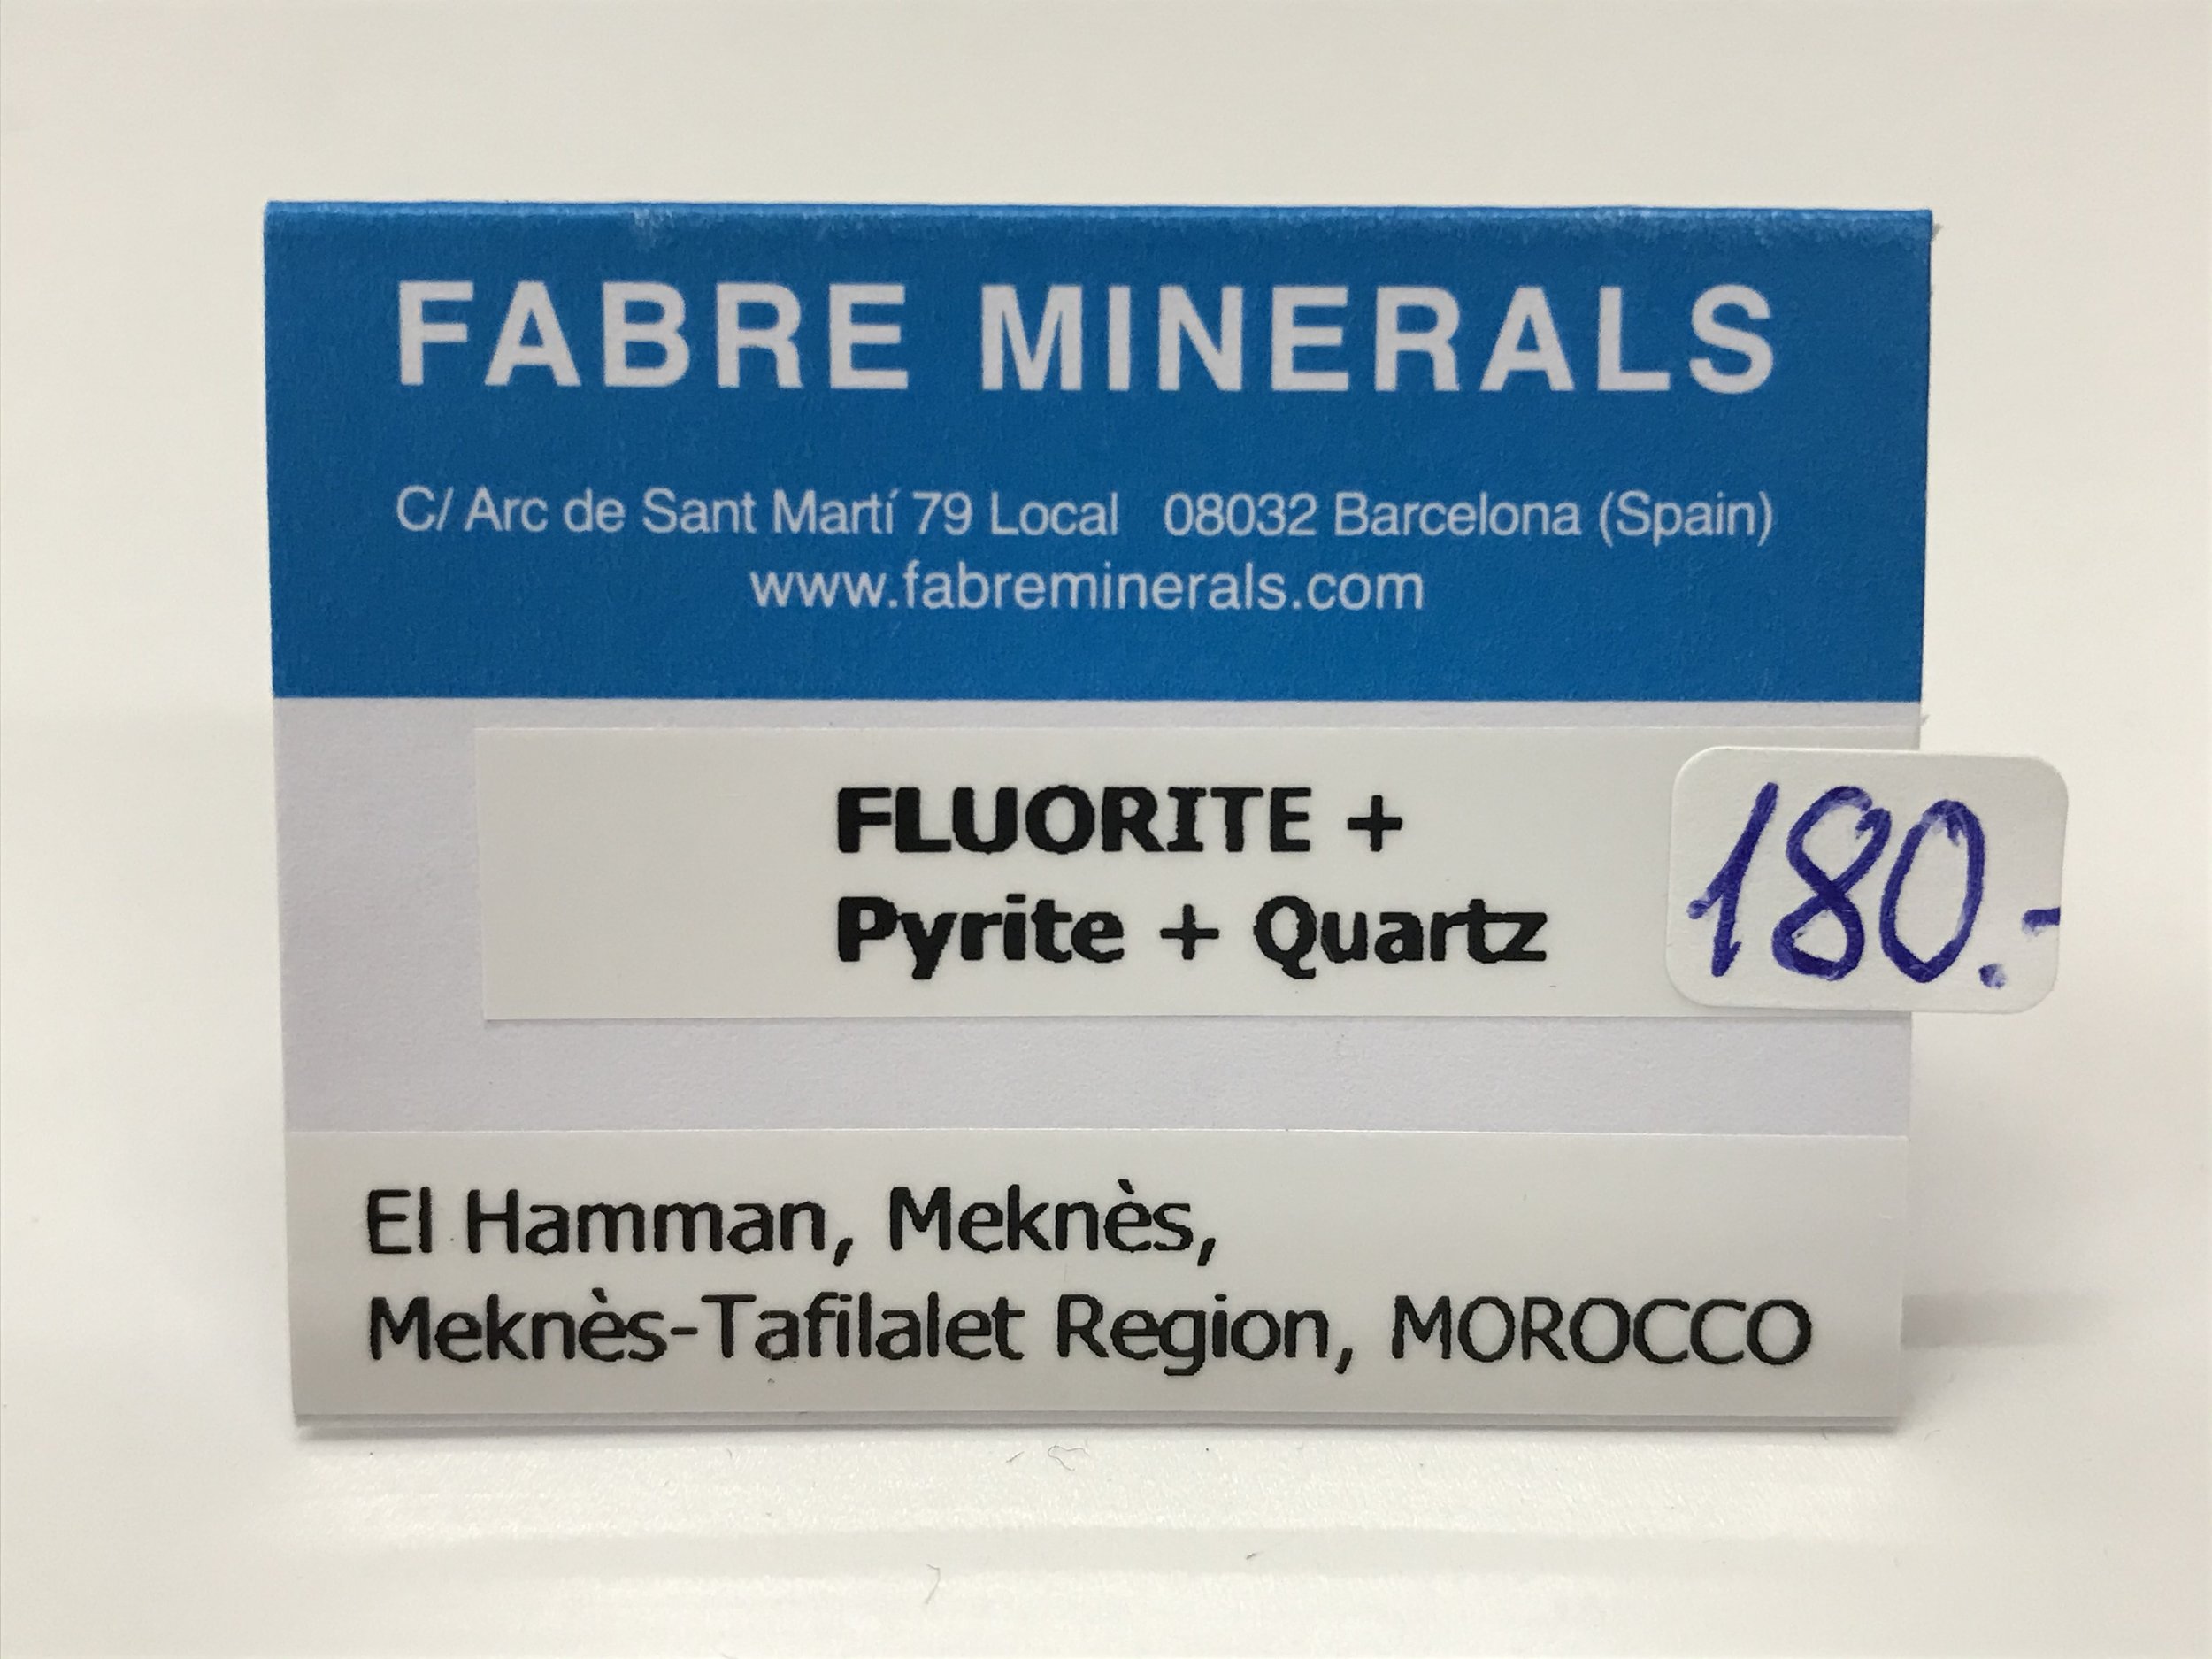 FABRE MINERALS
C/ Arc de Sant Martí 79 Local 08032 Barcelona (Spain)
www.fabreminerals.com
FLUORITE +
Pyrite + Quartz
180.-
El Hamman, Meknès,
Meknès-Tafilalet Region, MOROCCO